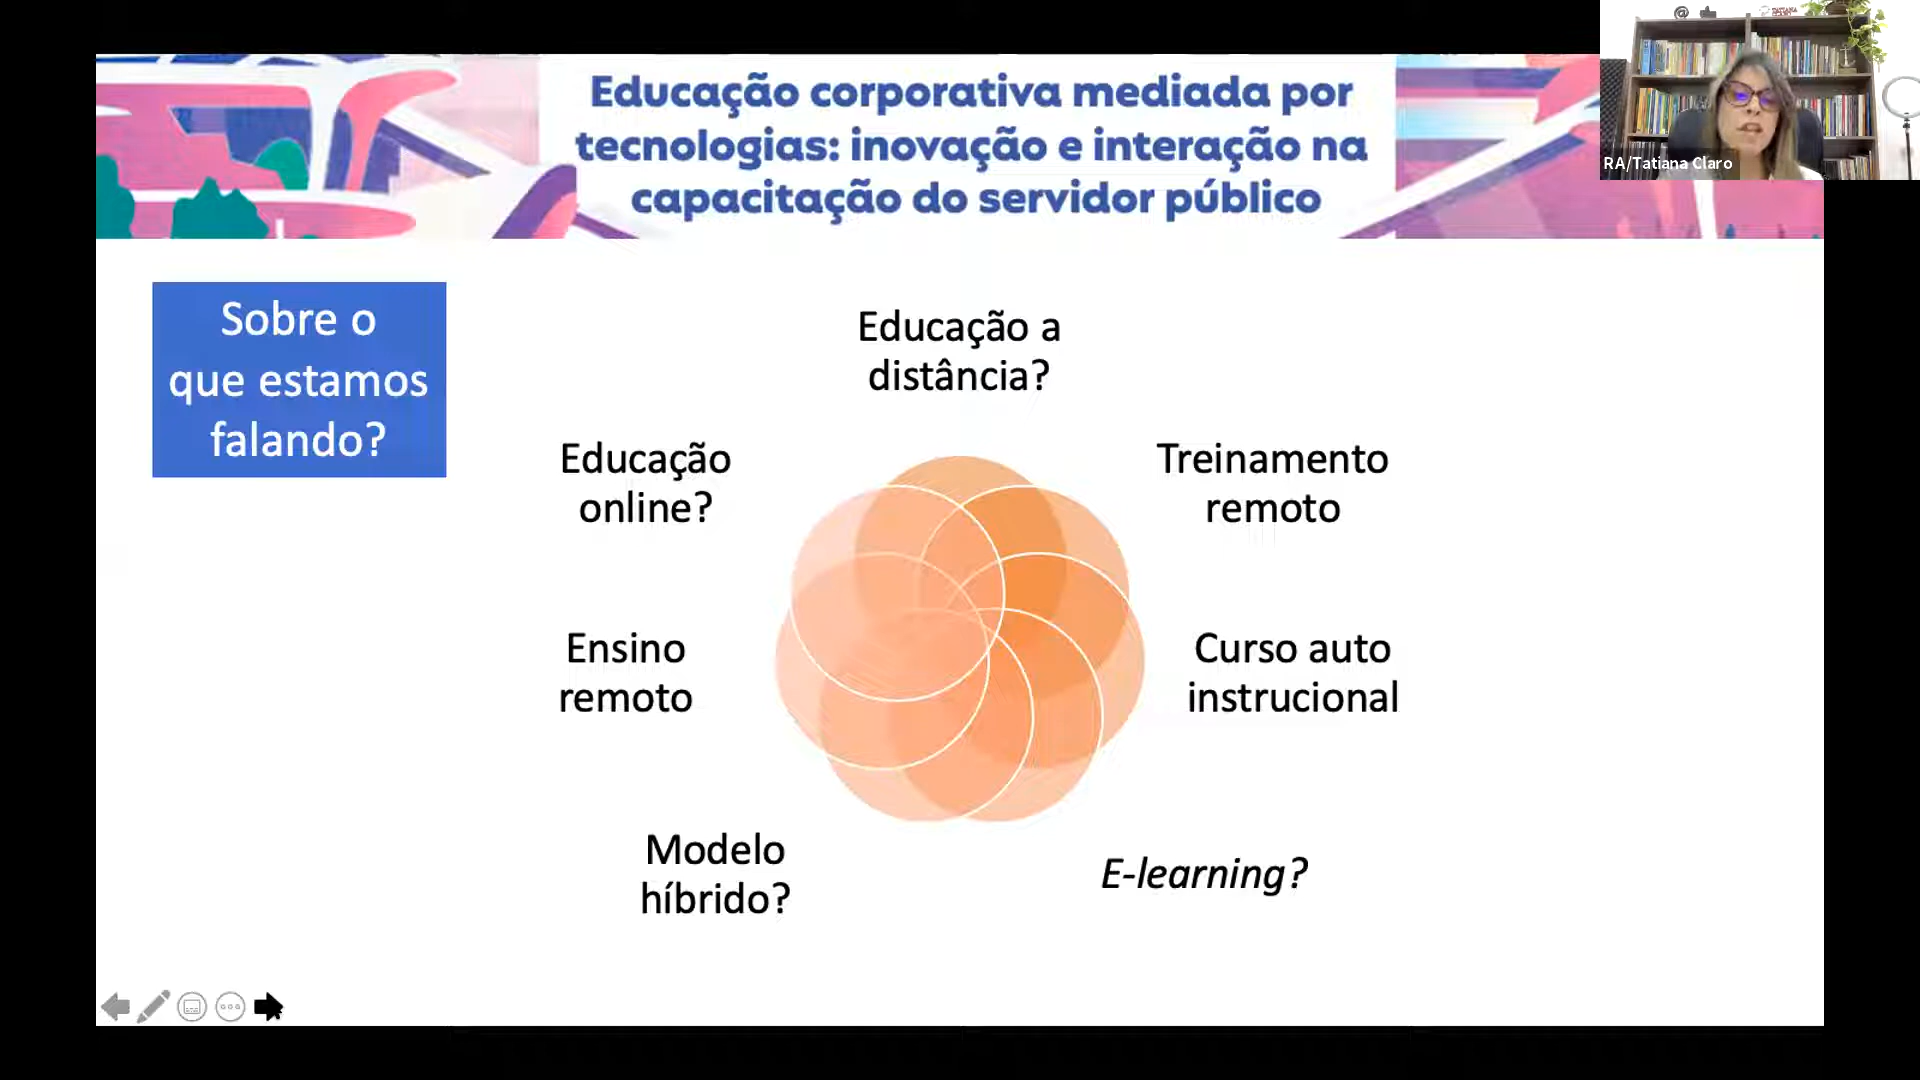 Educação corporativa mediada por
tecnologias: inovação e interação na
capacitação do servidor público
RA/Tatiana Claro
Sobre o
que estamos
falando?
Educação a
distância?
Treinamento
remoto
Curso auto
instrucional
E-learning?
Modelo
híbrido?
Ensino
remoto
Educação
online?